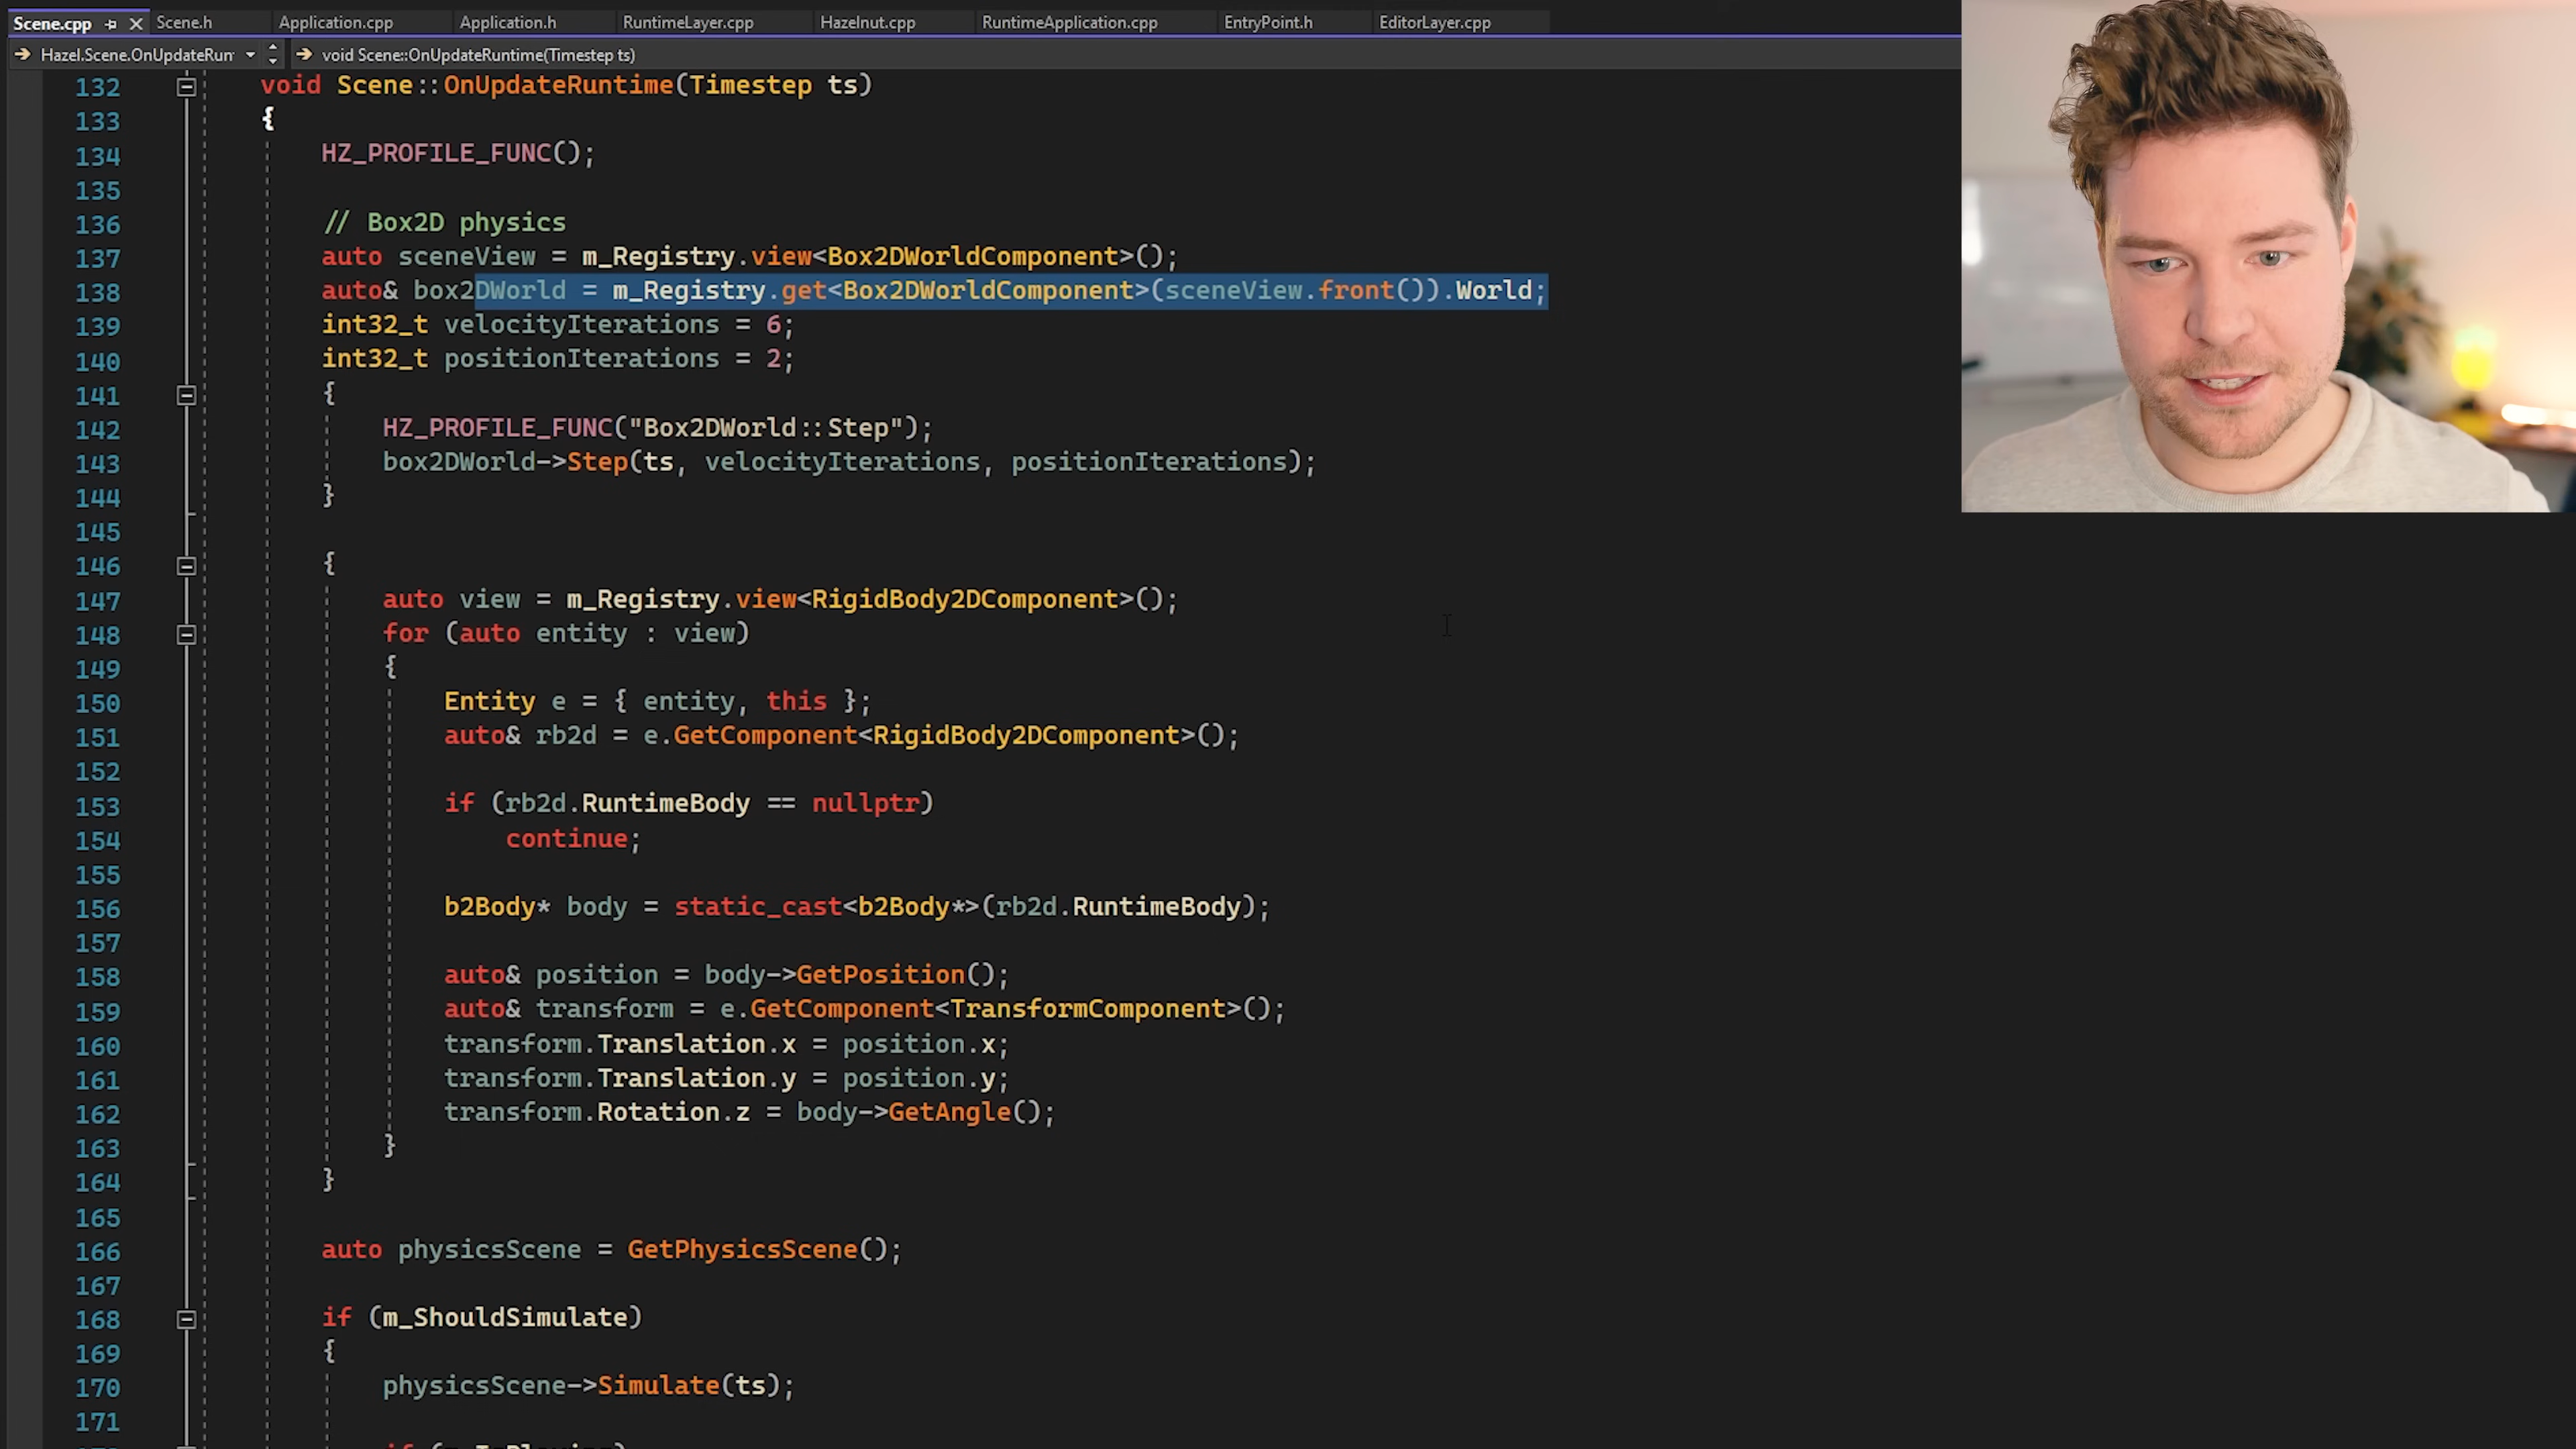 Scene.cpp Scene.h Application.cpp Application.h RuntimeLayer.cpp Hazelnut.cpp RuntimeApplication.cpp EntryPoint.h EditorLayer.cpp
Hazel.Scene.OnUpdateRun void Scene::OnUpdateRuntime(Timestep ts)
132 void Scene::OnUpdateRuntime(Timestep ts)
133 {
134 HZ_PROFILE_FUNC();
135
136 // Box2D physics
137 auto sceneView = m_Registry.view<Box2DWorldComponent>();
138 auto& box2DWorld = m_Registry.get<Box2DWorldComponent>(sceneView.front()).World;
139 int32_t velocityIterations = 6;
140 int32_t positionIterations = 2;
141 {
142 HZ_PROFILE_FUNC("Box2DWorld::Step");
143 box2DWorld->Step(ts, velocityIterations, positionIterations);
144 }
145
146 {
147 auto view = m_Registry.view<RigidBody2DComponent>();
148 for (auto entity : view)
149 {
150 Entity e = { entity, this };
151 auto& rb2d = e.GetComponent<RigidBody2DComponent>();
152
153 if (rb2d.RuntimeBody == nullptr)
154 continue;
155
156 b2Body* body = static_cast<b2Body*>(rb2d.RuntimeBody);
157
158 auto& position = body->GetPosition();
159 auto& transform = e.GetComponent<TransformComponent>();
160 transform.Translation.x = position.x;
161 transform.Translation.y = position.y;
162 transform.Rotation.z = body->GetAngle();
163 }
164 }
165
166 auto physicsScene = GetPhysicsScene();
167
168 if (m_ShouldSimulate)
169 {
170 physicsScene->Simulate(ts);
171